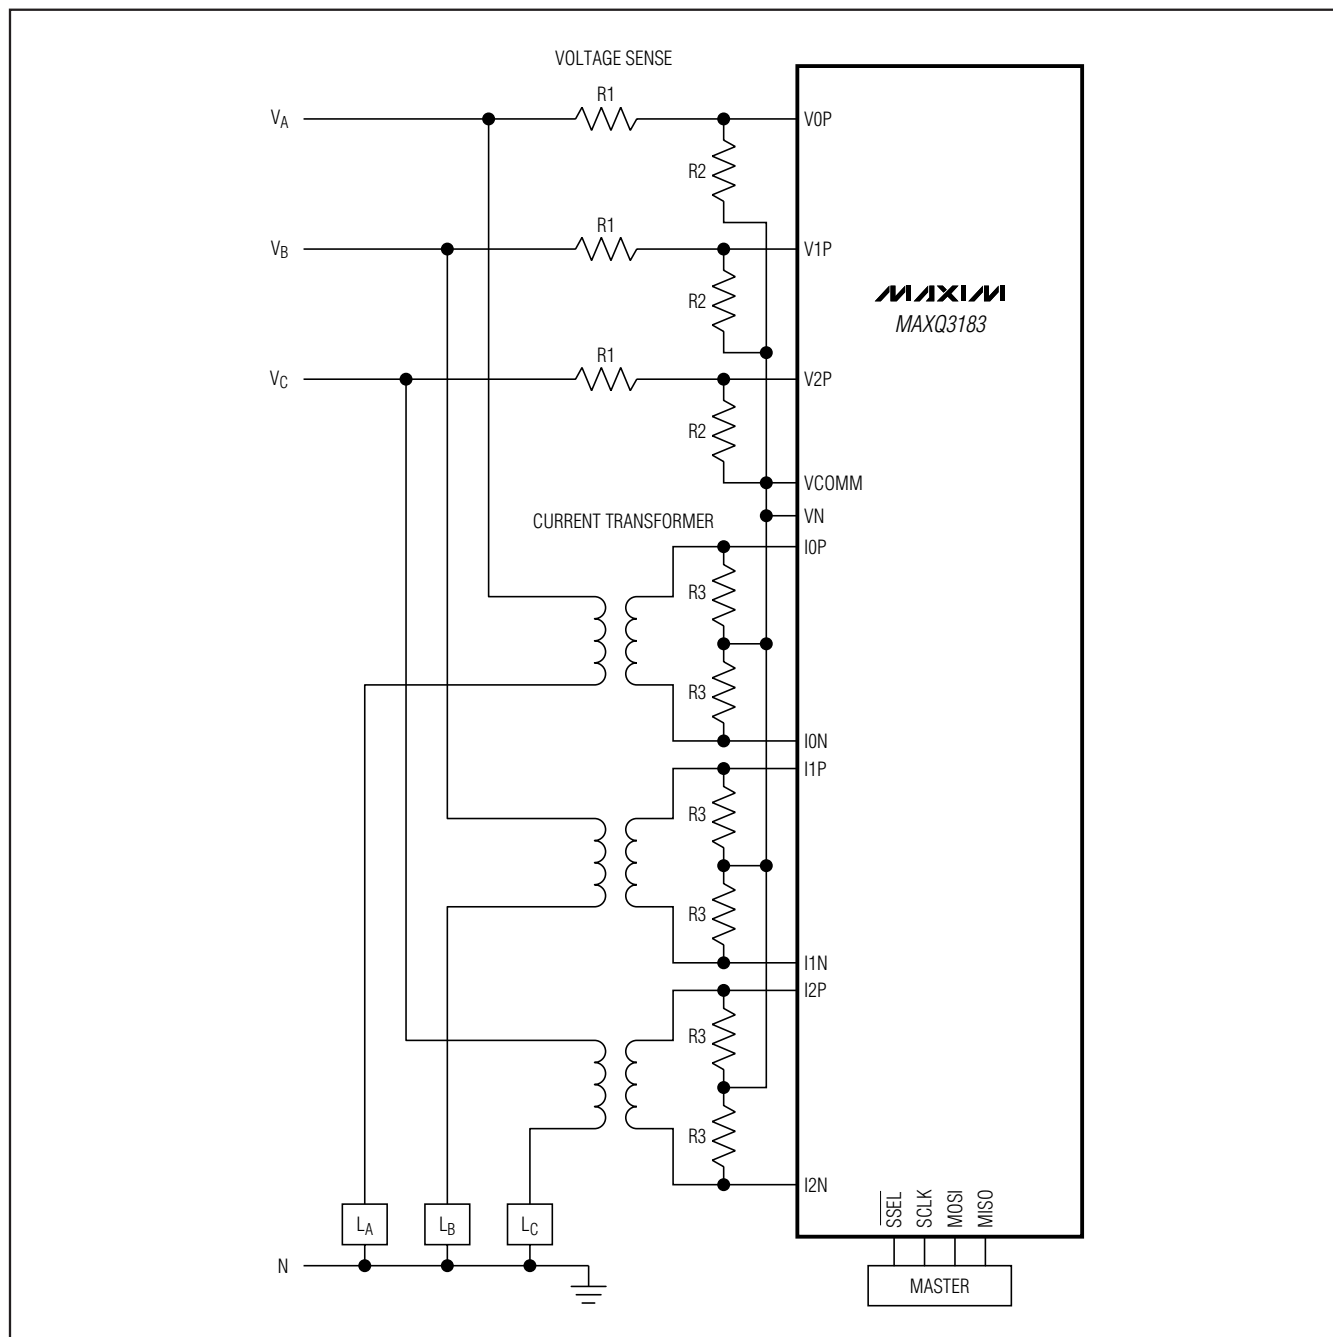 VOLTAGE SENSE
R1
VA
V0P
R2
R1
VB
V1P
R2
MAXIM
MAXQ3183
R1
VC
V2P
R2
VCOMM
VN
CURRENT TRANSFORMER
I0P
R3
R3
I0N
I1P
R3
R3
I1N
I2P
R3
R3
I2N
SSEL
SCLK
MOSI
MISO
LA
LB
LC
N
MASTER